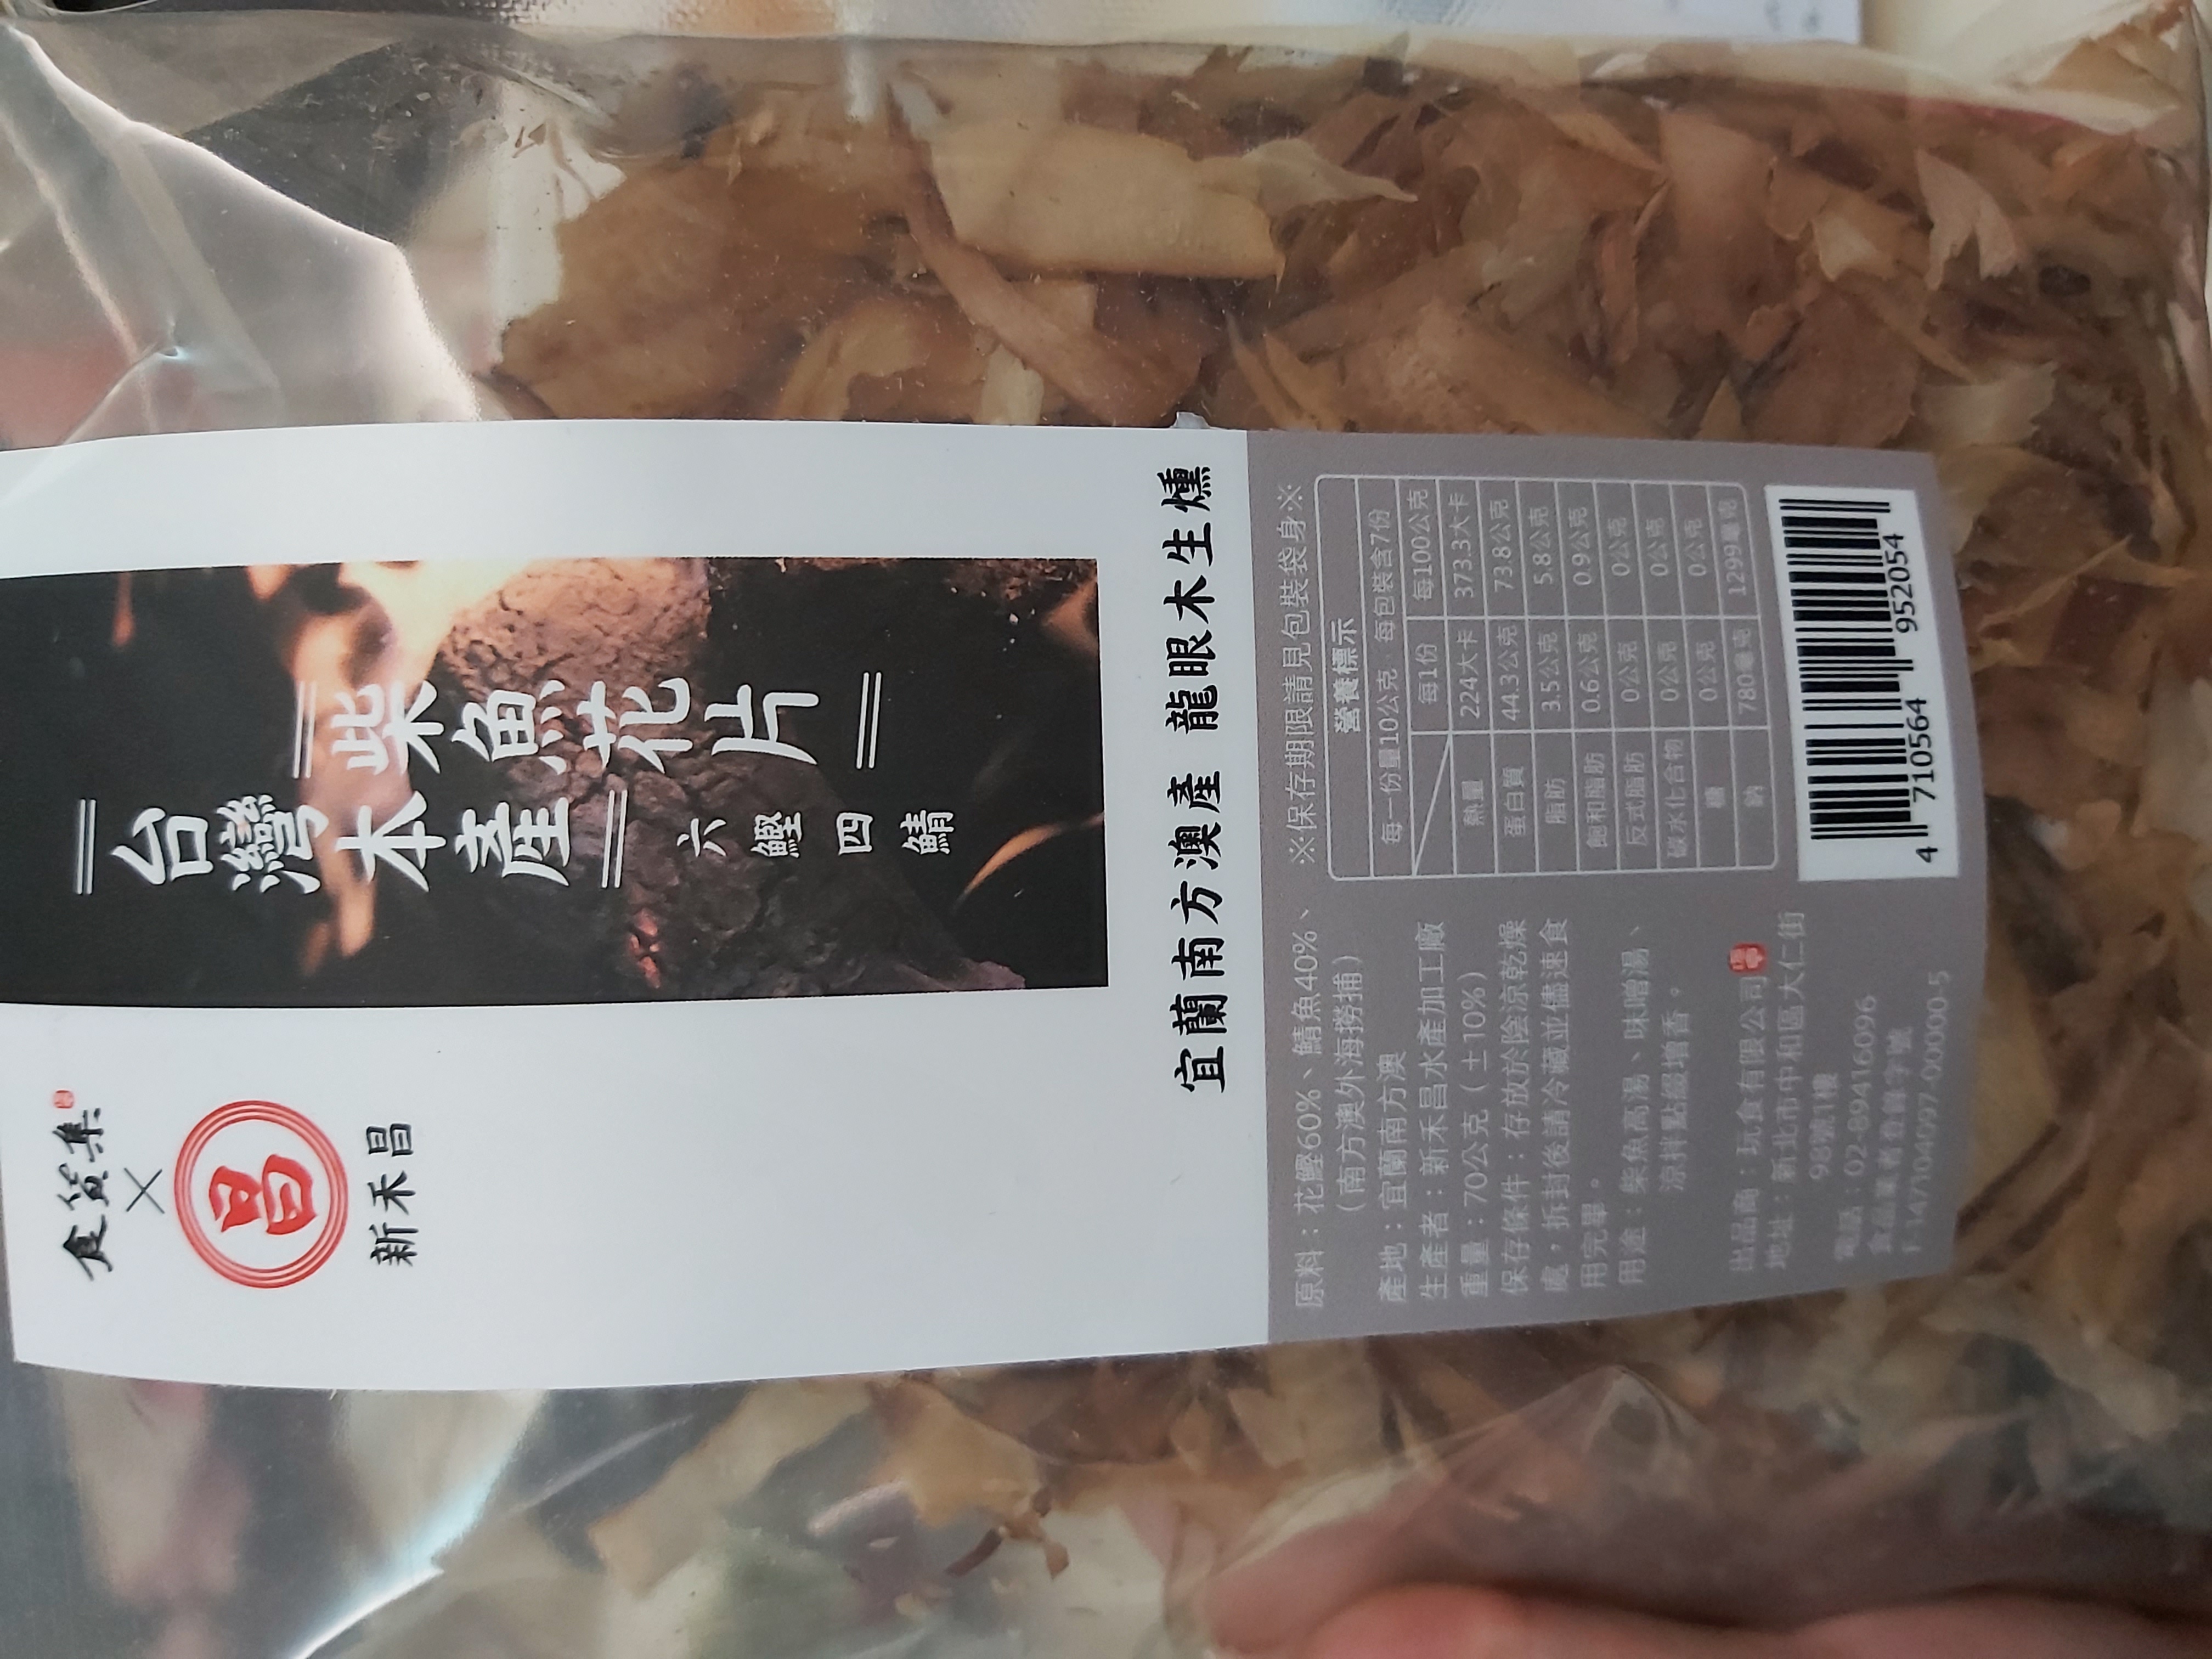 食貨集
×
昌
新禾昌
台灣本產
柴魚花片
六鰹四鯖
宜蘭南方澳產 龍眼木生燻
原料：花鰹60%、鯖魚40%、
（南方澳外海撈捕）
產地：宜蘭南方澳
生產者：新禾昌水產加工廠
重量：70公克（±10%）
保存條件：存放於陰涼乾燥
處，拆封後請冷藏並儘速食
用完畢。
用途：柴魚高湯、味噌湯、
涼拌點綴增香。
出品商：玩食有限公司
地址：新北市中和區大仁街
98號1樓
電話：02-89416096
食品業者登錄字號
F-147104097-00000-5
※保存期限請見包裝袋身※
營養標示
每一份量10公克 每包裝含7份
每1份 每100公克
熱量 224大卡 373.3大卡
蛋白質 44.3公克 73.8公克
脂肪 3.5公克 5.8公克
飽和脂肪 0.6公克 0.9公克
反式脂肪 0公克 0公克
碳水化合物 0公克 0公克
糖 0公克 0公克
鈉 780毫克 1299毫克
4 710564 952054